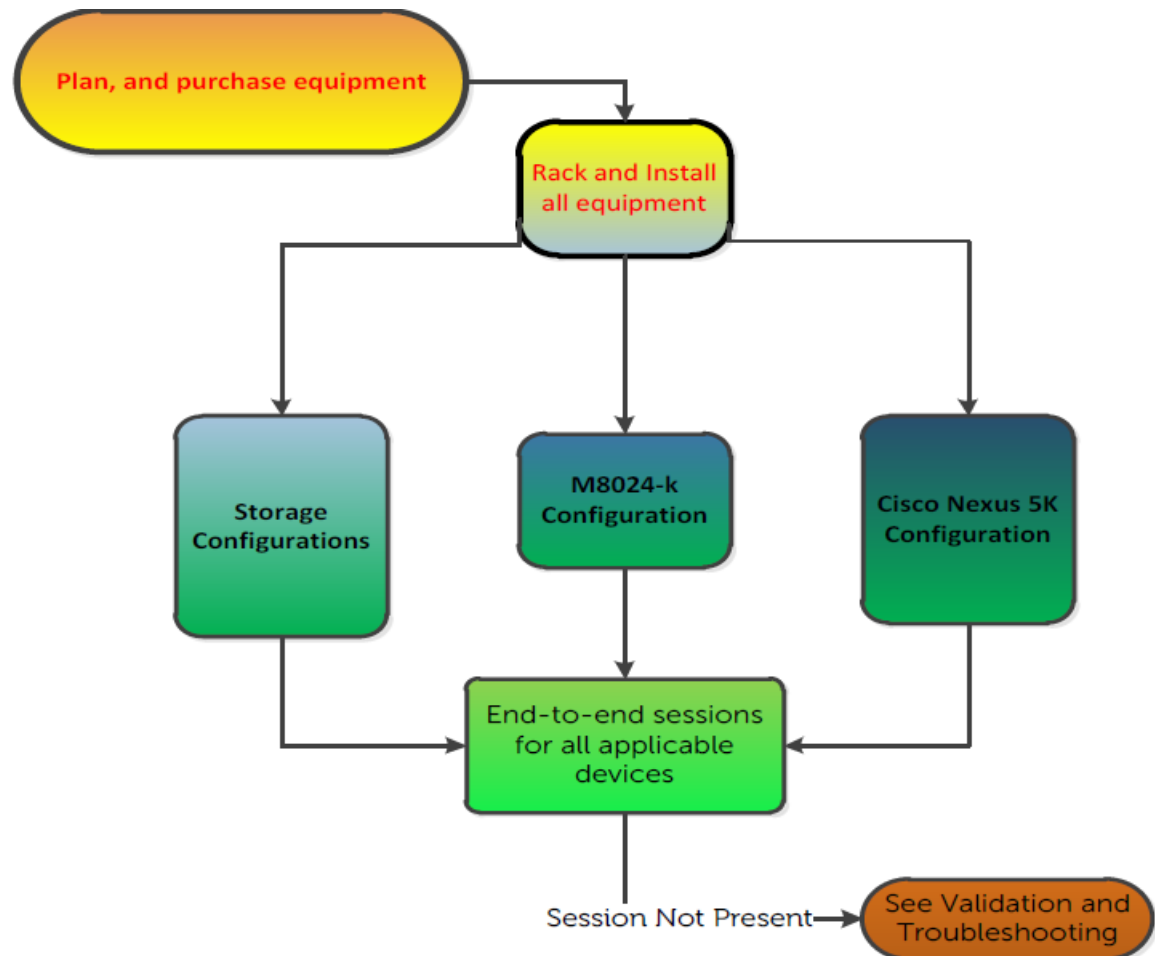 Plan, and purchase equipment
Rack and Install
all equipment
Storage
Configurations
M8024-k
Configuration
Cisco Nexus 5K
Configuration
End-to-end sessions
for all applicable
devices
Session Not Present
See Validation and
Troubleshooting